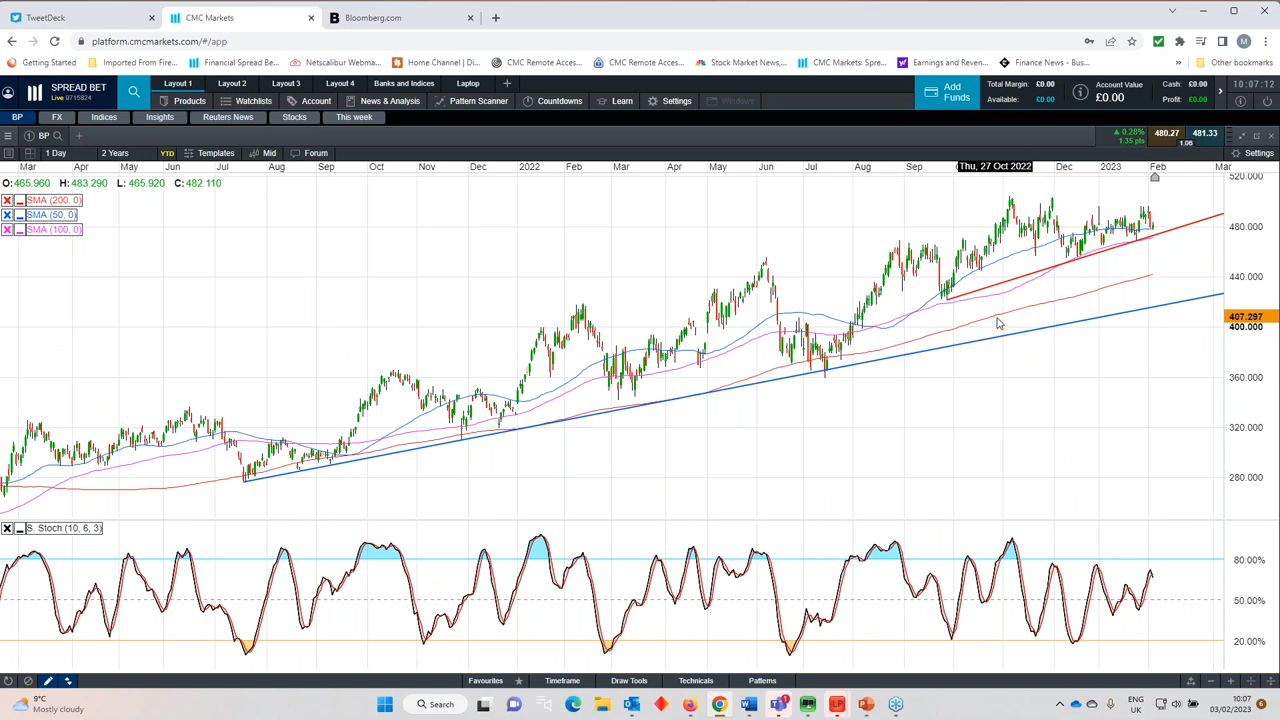 TweetDeck
CMC Markets
Bloomberg.com
platform.cmcmarkets.com/#/app
Getting Started
Imported From Fire...
Financial Spread Be...
Netscalibur Webmai...
Home Channel | Di...
CMC Remote Acces...
CMC Remote Acces...
Stock Market News,...
CMC Markets: Spre...
Earnings and Reven...
Finance News - Bus...
Other bookmarks
SPREAD BET
9715824
Layout 1
Layout 2
Layout 3
Layout 4
Banks and Indices
Laptop
Products
Watchlists
Account
News & Analysis
Pattern Scanner
Countdowns
Learn
Settings
Windows
Add Funds
Total Margin: £0.00
Available: £0.00
Account Value
£0.00
Cash: £0.00
Profit: £0.00
10:07:12
BP
FX
Indices
Insights
Reuters News
Stocks
This week
BP
0.28%
1.35 pts
480.27
481.33
1.06
1 Day
2 Years
YTD
Templates
Mid
Forum
Settings
Mar
Apr
May
Jun
Jul
Aug
Sep
Oct
Nov
2022
Feb
Mar
Apr
May
Jun
Jul
Aug
Sep
Thu, 27 Oct 2022
Dec
2023
Feb
Mar
O:465.960 H:483.290 L:465.920 C:482.110
SMA (200, 0)
SMA (50, 0)
SMA (100, 0)
520.000
480.000
440.000
407.297
400.000
360.000
320.000
280.000
S. Stoch (10, 6, 3)
80.00%
50.00%
20.00%
Favourites
Timeframe
Draw Tools
Technicals
Patterns
9°C
Mostly cloudy
Search
ENG
UK
10:07
03/02/2023